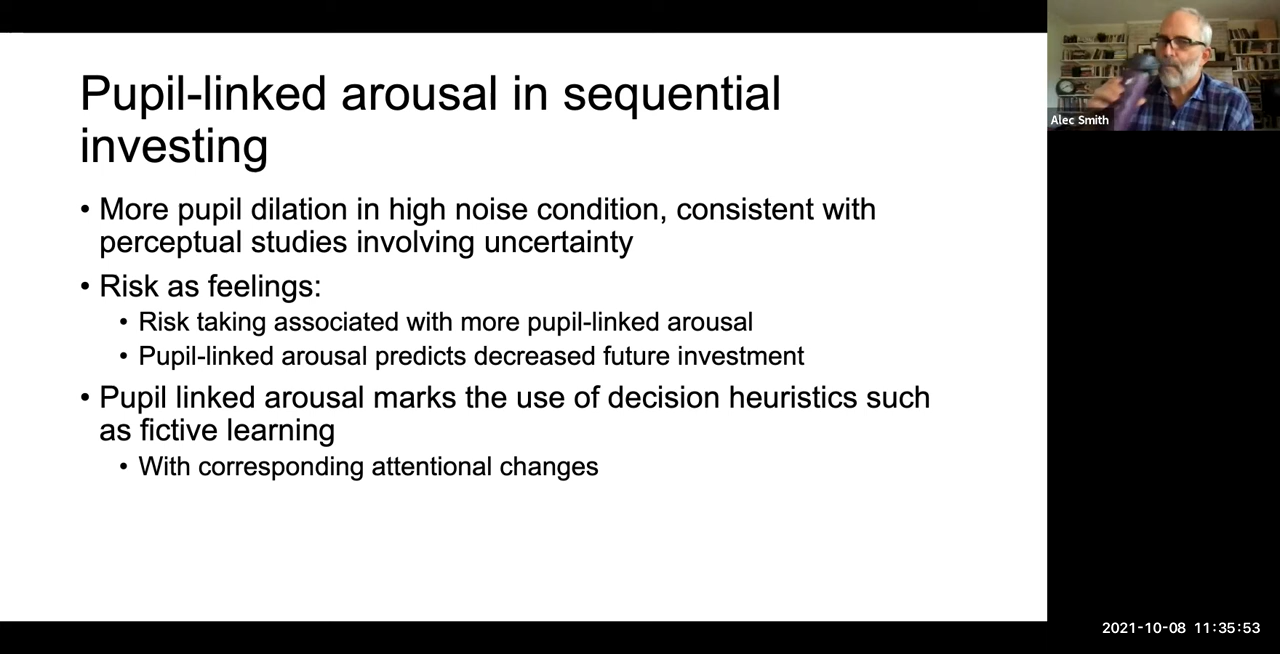 Pupil-linked arousal in sequential
investing
• More pupil dilation in high noise condition, consistent with
perceptual studies involving uncertainty
• Risk as feelings:
• Risk taking associated with more pupil-linked arousal
• Pupil-linked arousal predicts decreased future investment
• Pupil linked arousal marks the use of decision heuristics such
as fictive learning
• With corresponding attentional changes
Alec Smith
2021-10-08 11:35:53